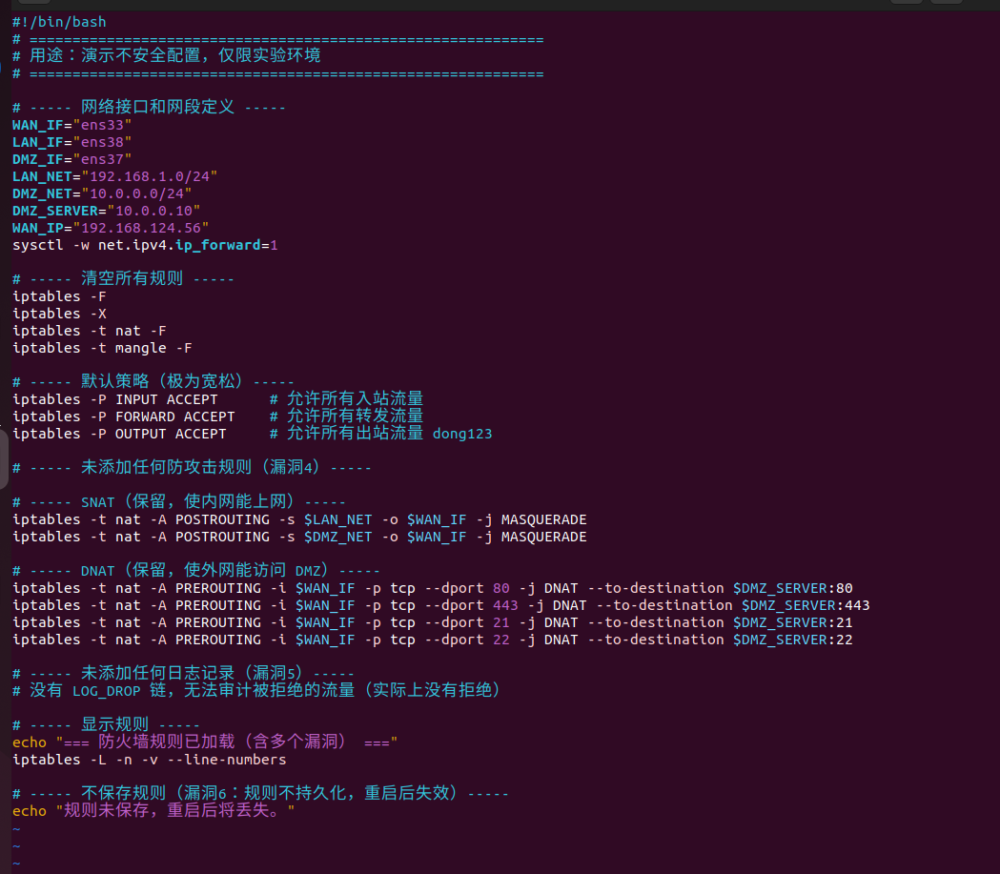 #!/bin/bash
# ============================================================
# 用途：演示不安全配置，仅限实验环境
# ============================================================
# ----- 网络接口和网段定义 -----
WAN_IF="ens33"
LAN_IF="ens38"
DMZ_IF="ens37"
LAN_NET="192.168.1.0/24"
DMZ_NET="10.0.0.0/24"
DMZ_SERVER="10.0.0.10"
WAN_IP="192.168.124.56"
sysctl -w net.ipv4.ip_forward=1
# ----- 清空所有规则 -----
iptables -F
iptables -X
iptables -t nat -F
iptables -t mangle -F
# ----- 默认策略（极为宽松）-----
iptables -P INPUT ACCEPT      # 允许所有入站流量
iptables -P FORWARD ACCEPT    # 允许所有转发流量
iptables -P OUTPUT ACCEPT     # 允许所有出站流量 dong123
# ----- 未添加任何防攻击规则（漏洞4）-----
# ----- SNAT（保留，使内网能上网）-----
iptables -t nat -A POSTROUTING -s $LAN_NET -o $WAN_IF -j MASQUERADE
iptables -t nat -A POSTROUTING -s $DMZ_NET -o $WAN_IF -j MASQUERADE
# ----- DNAT（保留，使外网能访问 DMZ）-----
iptables -t nat -A PREROUTING -i $WAN_IF -p tcp --dport 80 -j DNAT --to-destination $DMZ_SERVER:80
iptables -t nat -A PREROUTING -i $WAN_IF -p tcp --dport 443 -j DNAT --to-destination $DMZ_SERVER:443
iptables -t nat -A PREROUTING -i $WAN_IF -p tcp --dport 21 -j DNAT --to-destination $DMZ_SERVER:21
iptables -t nat -A PREROUTING -i $WAN_IF -p tcp --dport 22 -j DNAT --to-destination $DMZ_SERVER:22
# ----- 未添加任何日志记录（漏洞5）-----
# 没有 LOG_DROP 链，无法审计被拒绝的流量（实际上没有拒绝）
# ----- 显示规则 -----
echo "=== 防火墙规则已加载（含多个漏洞） ==="
iptables -L -n -v --line-numbers
# ----- 不保存规则（漏洞6：规则不持久化，重启后失效）-----
echo "规则未保存，重启后将丢失。"
~
~
~